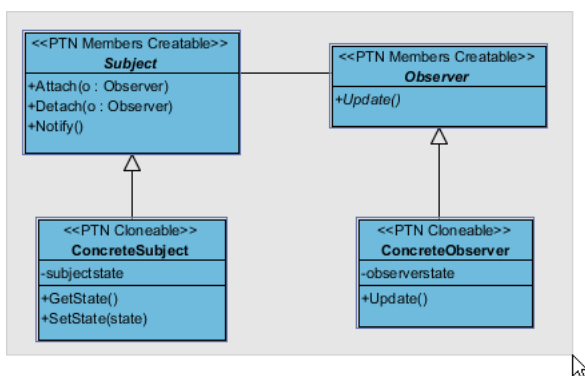 <<PTN Members Creatable>>
Subject
+Attach(o : Observer)
+Detach(o : Observer)
+Notify()
<<PTN Members Creatable>>
Observer
+Update()
<<PTN Cloneable>>
ConcreteSubject
-subjectstate
+GetState()
+SetState(state)
<<PTN Cloneable>>
ConcreteObserver
-observerstate
+Update()